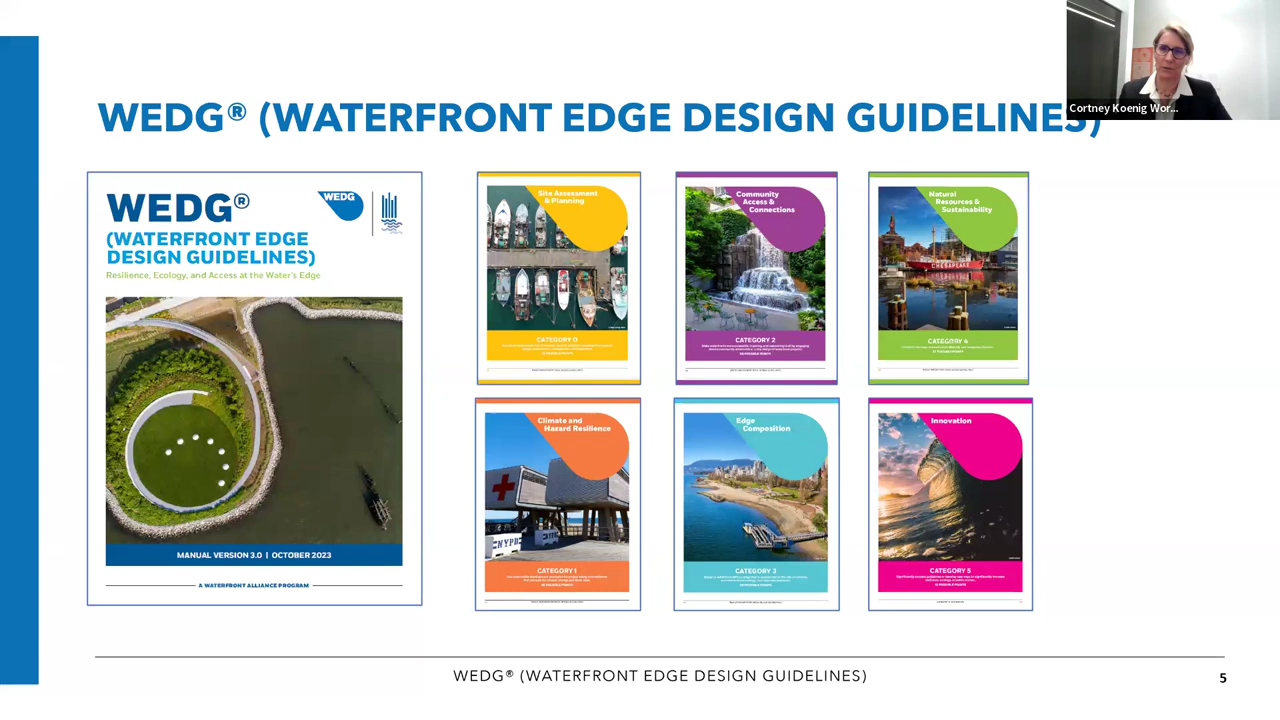 Cortney Koenig Wor...
WEDG® (WATERFRONT EDGE DESIGN GUIDELINES)
WEDG®
WEDG
(WATERFRONT EDGE
DESIGN GUIDELINES)
Resilience, Ecology, and Access at the Water's Edge
MANUAL VERSION 3.0 | OCTOBER 2023
A WATERFRONT ALLIANCE PROGRAM
Site Assessment
& Planning
CATEGORY 0
Community
Access &
Connections
CATEGORY 2
Natural
Resources &
Sustainability
CHESAPEAKE
CATEGORY 4
Climate and
Hazard Resilience
NYPD
CATEGORY 1
Edge
Composition
CATEGORY 3
Innovation
CATEGORY 5
WEDG® (WATERFRONT EDGE DESIGN GUIDELINES)
5